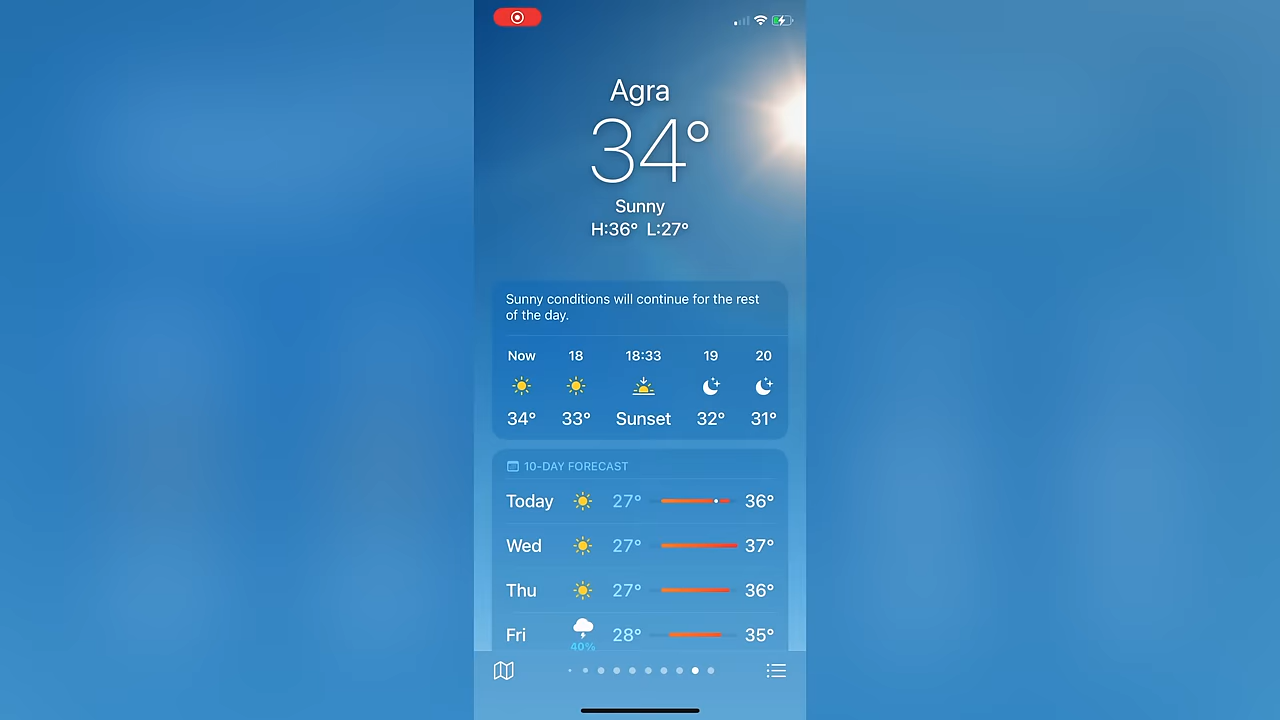 Agra
34°
Sunny
H:36° L:27°
Sunny conditions will continue for the rest
of the day.
Now 18 18:33 19 20
34° 33° Sunset 32° 31°
10-DAY FORECAST
Today 27° 36°
Wed 27° 37°
Thu 27° 36°
Fri 28° 35°
40%